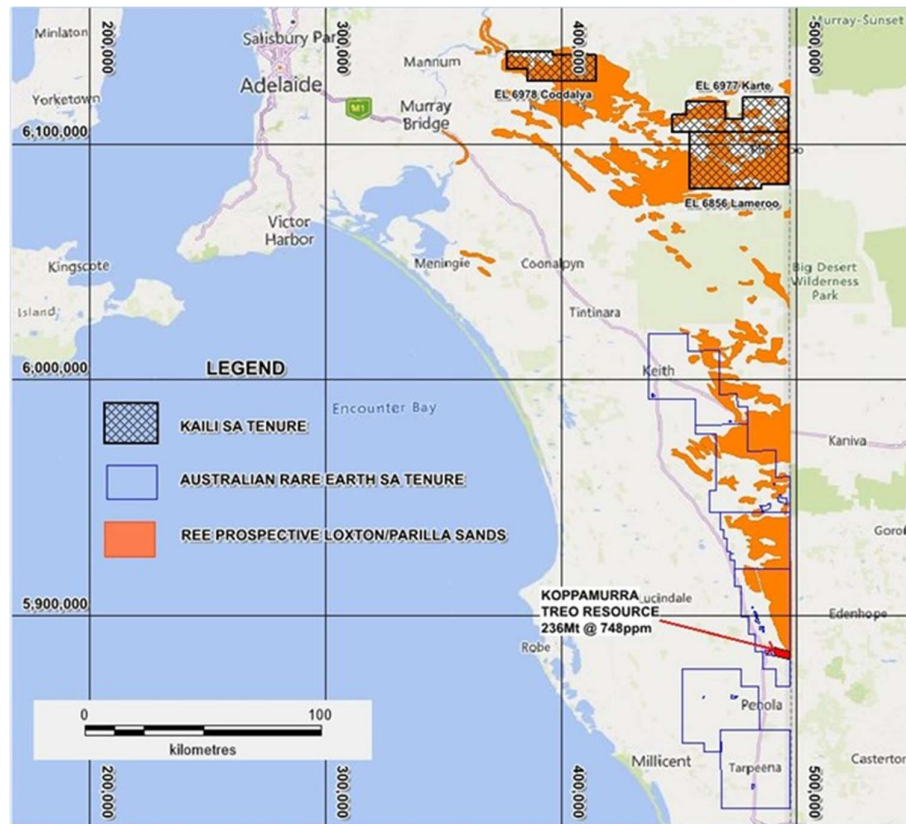 Minlaton
Salisbury Par
Adelaide
Yorketown
Mannum
Murray
Bridge
M1
Murray-Sunset
EL 6978 Coodalya
EL 6977 Karte
EL 6856 Lameroo
Victor
Harbor
Kingscote
Island
Meningie
Coonalpyn
Tintinara
Big Desert
Wilderness
Park
Keith
Kaniva
Encounter Bay
LEGEND
KAILI SA TENURE
AUSTRALIAN RARE EARTH SA TENURE
REE PROSPECTIVE LOXTON/PARILLA SANDS
KOPPAMURRA
TREO RESOURCE
236Mt @ 748ppm
ucindale
Edenhope
Robe
Penola
Millicent
Tarpeena
Casterton
0 100
kilometres
200,000
300,000
400,000
500,000
6,100,000
6,000,000
5,900,000
200,000
300,000
400,000
500,000